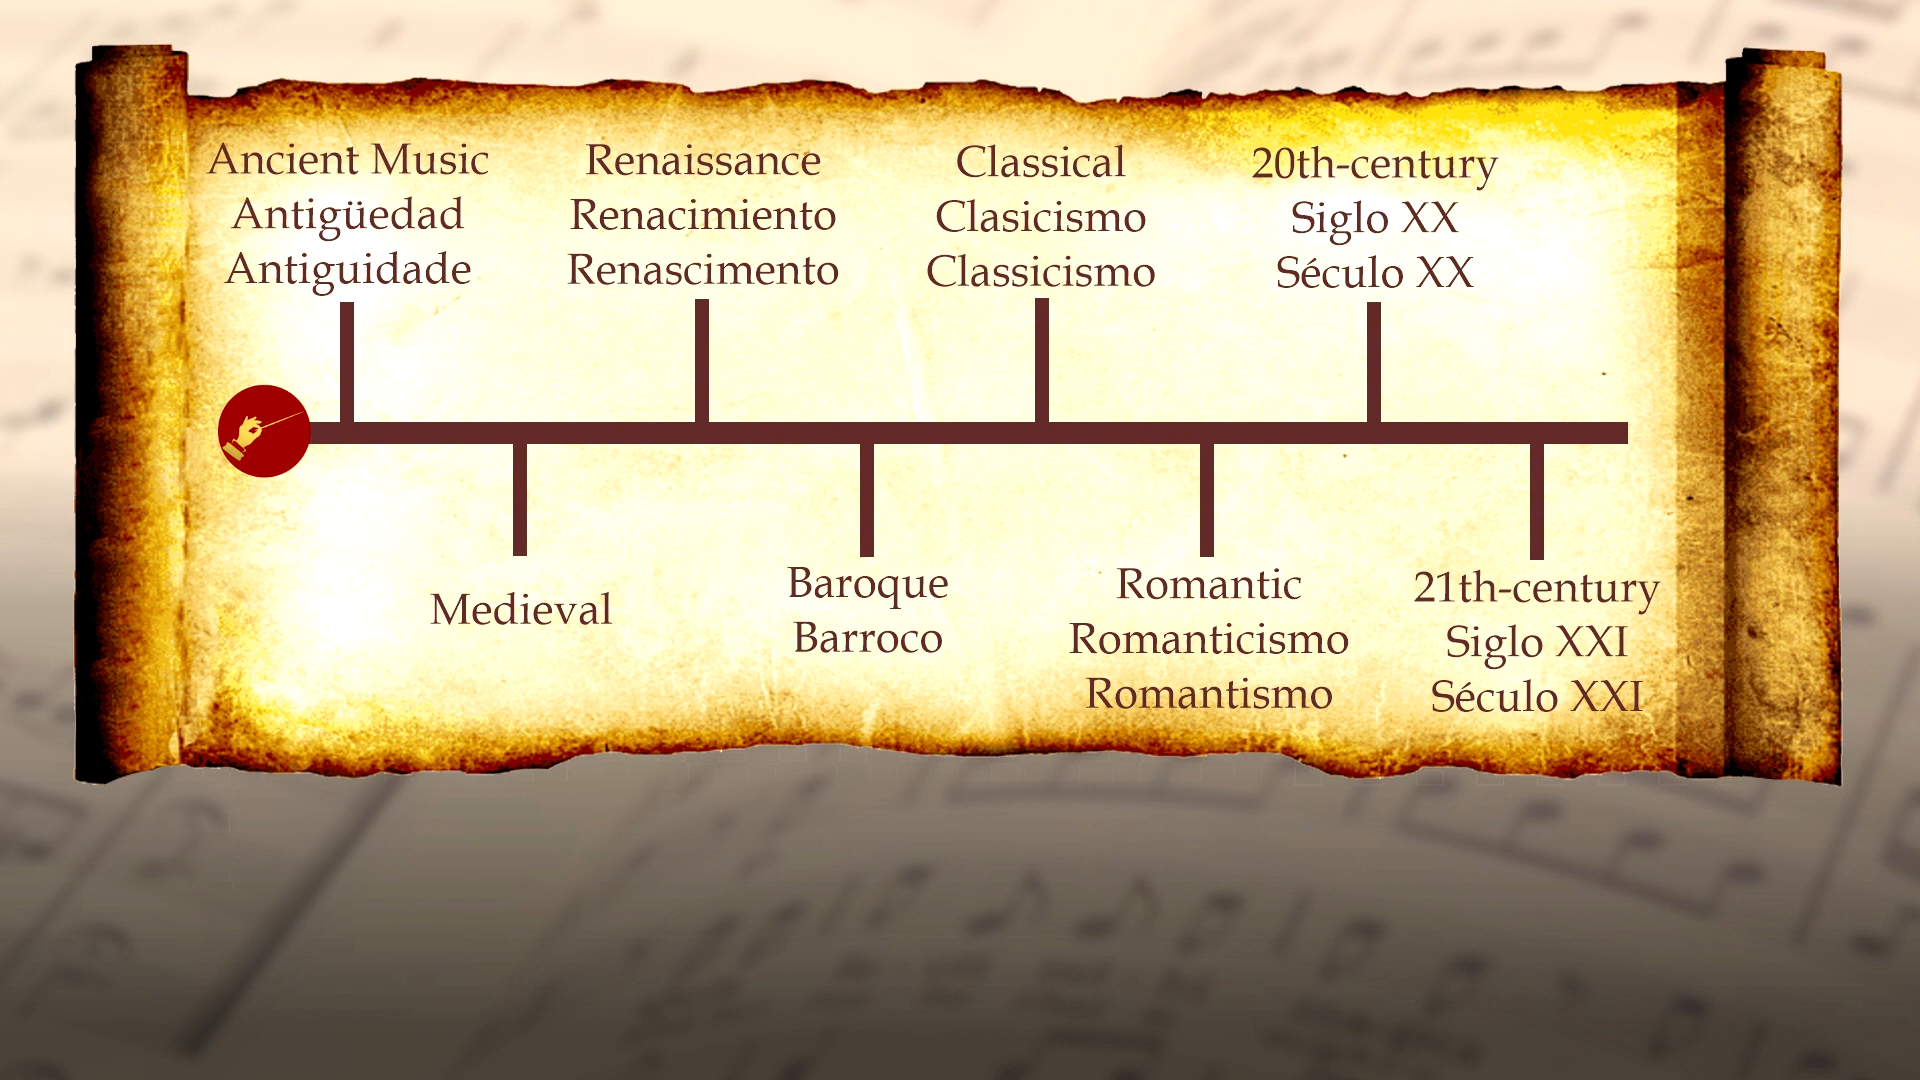 Ancient Music
Antigüedad
Antiguidade
Renaissance
Renacimiento
Renascimento
Classical
Clasicismo
Classicismo
20th-century
Siglo XX
Século XX
Medieval
Baroque
Barroco
Romantic
Romanticismo
Romantismo
21th-century
Siglo XXI
Século XXI